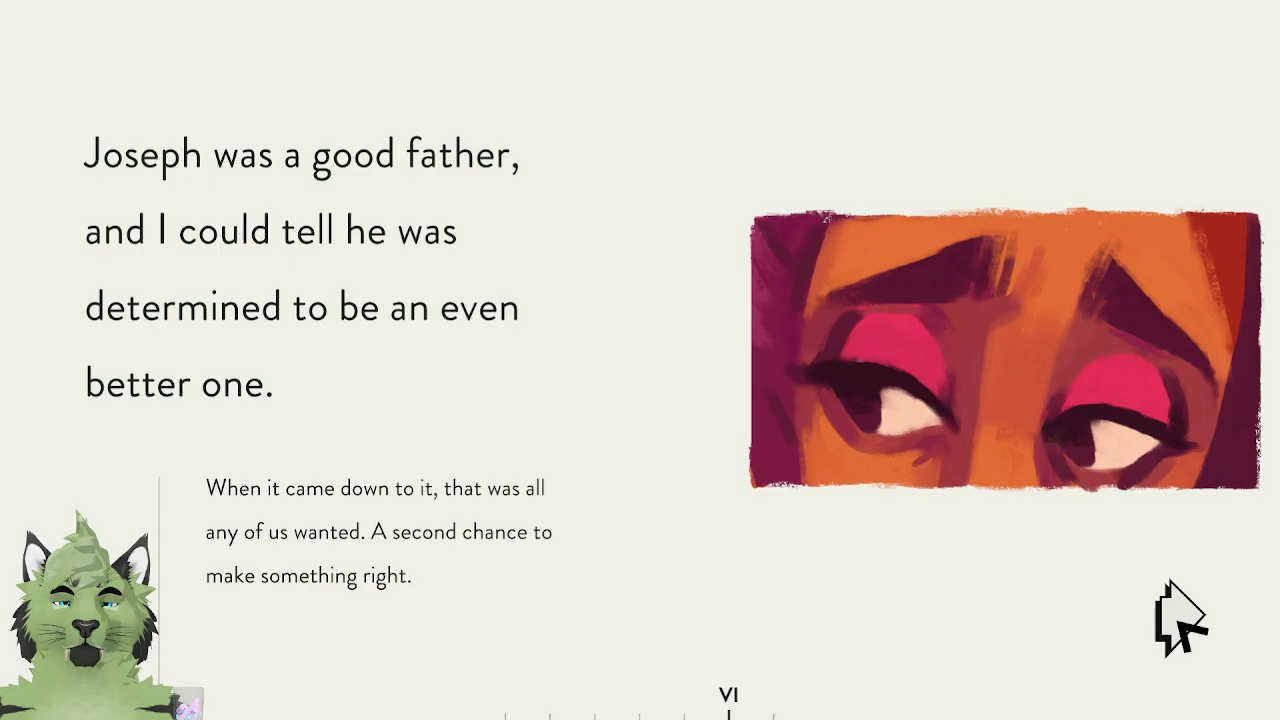 Joseph was a good father,
and I could tell he was
determined to be an even
better one.
When it came down to it, that was all
any of us wanted. A second chance to
make something right.
VI